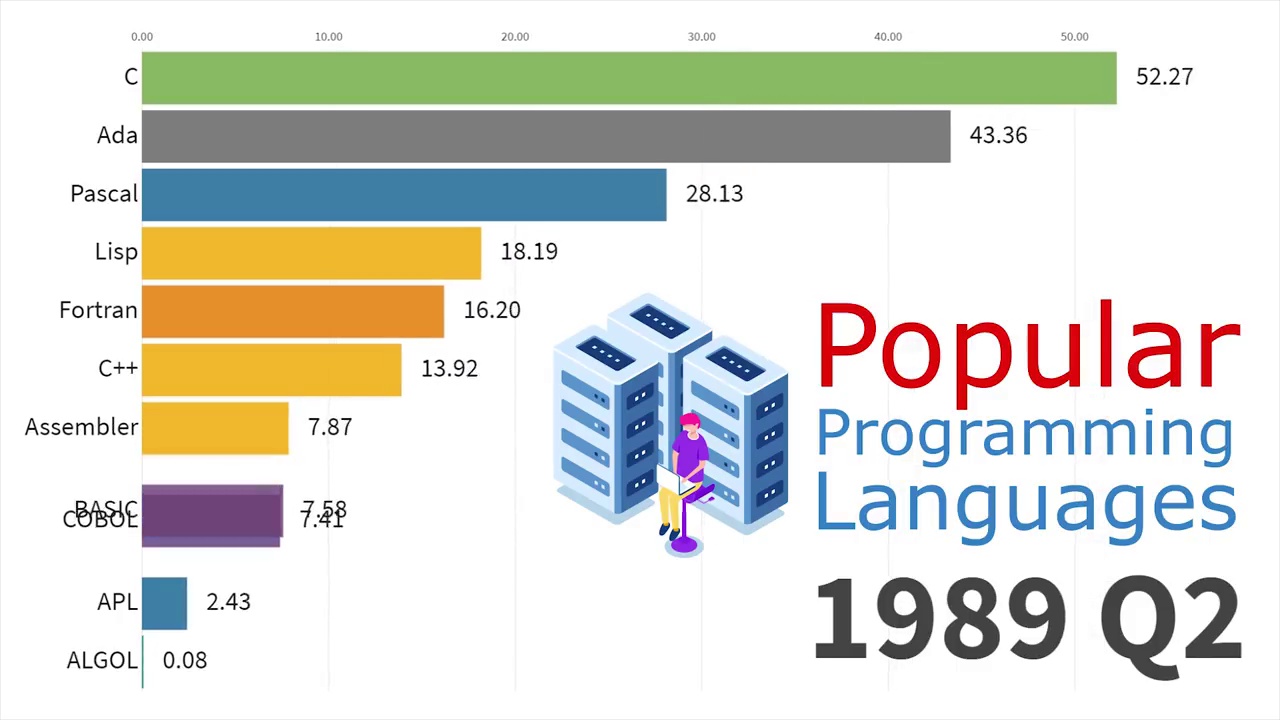 0.00 10.00 20.00 30.00 40.00 50.00
C 52.27
Ada 43.36
Pascal 28.13
Lisp 18.19
Fortran 16.20
C++ 13.92
Assembler 7.87
BASIC 7.58
COBOL 7.41
APL 2.43
ALGOL 0.08
Popular
Programming
Languages
1989 Q2